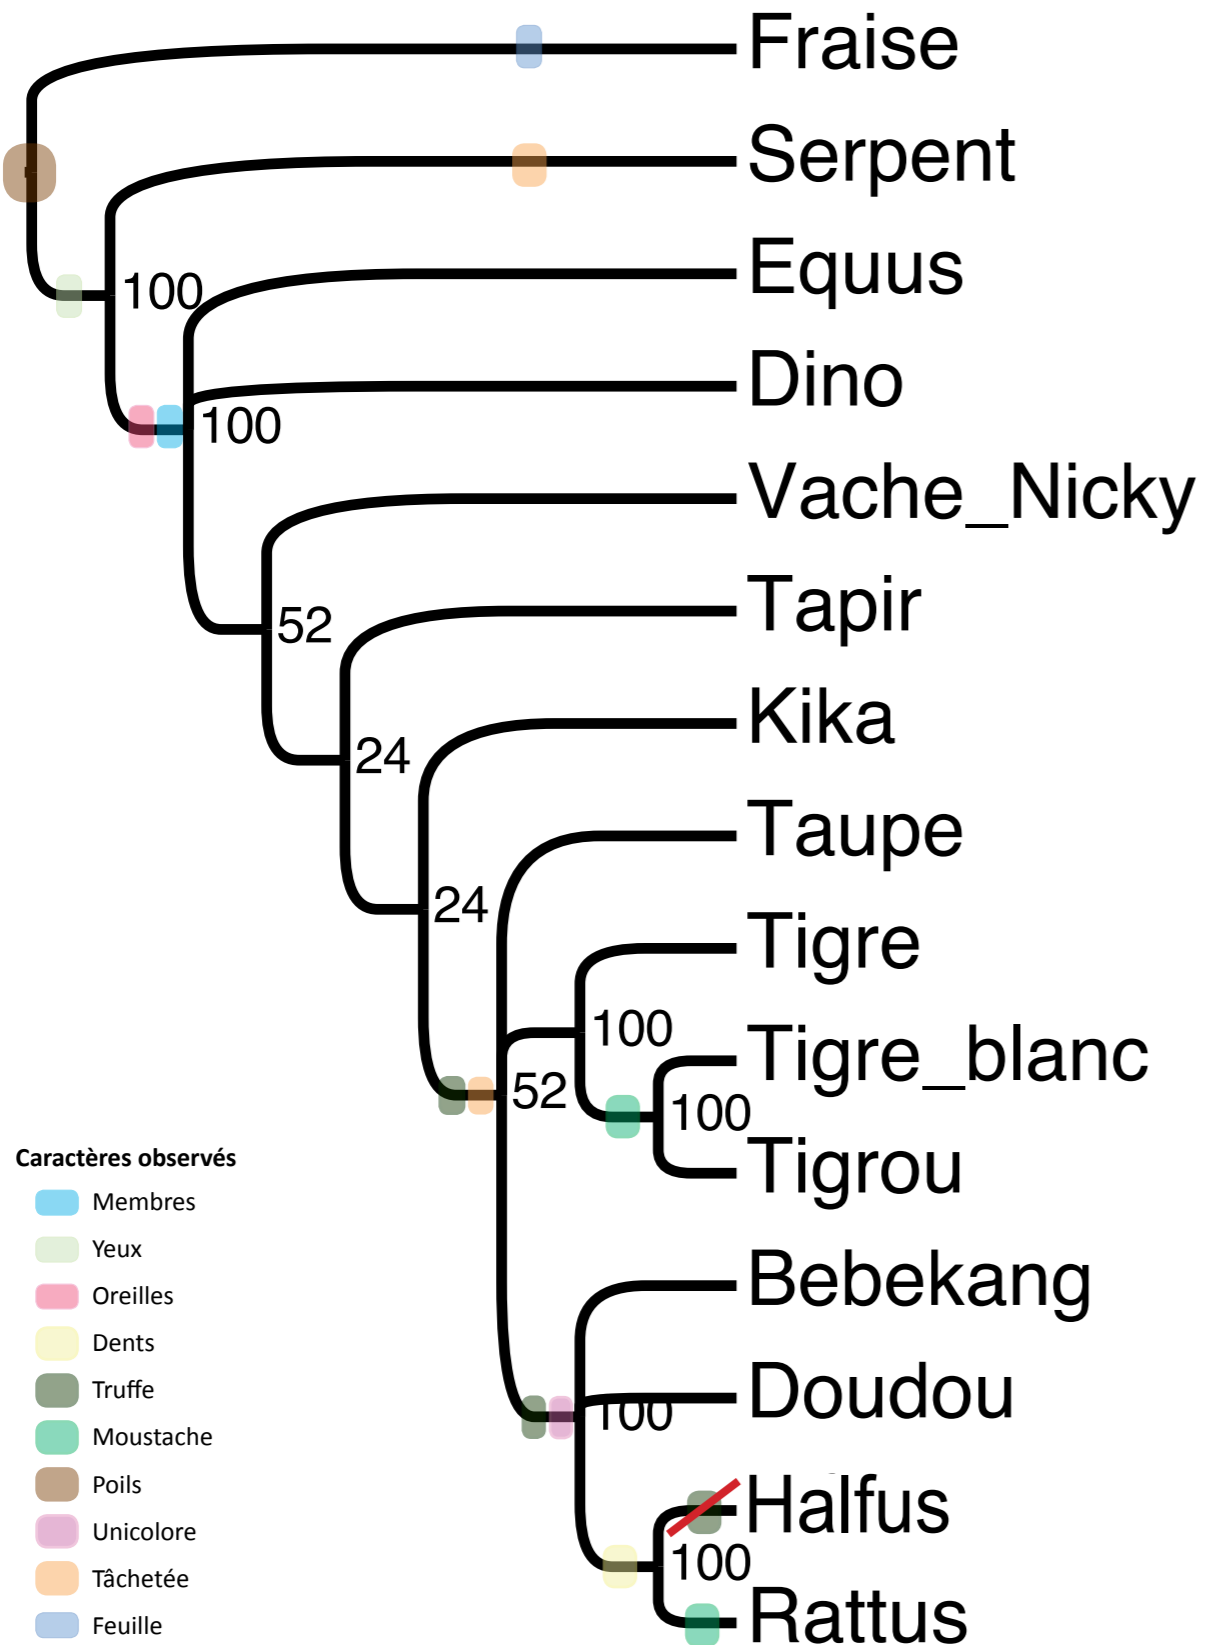 Fraise
Serpent
Equus
100
Dino
100
Vache_Nicky
Tapir
52
Kika
24
Taupe
24
Tigre
100
Tigre_blanc
52
100
Tigrou
Bebekang
Doudou
100
Halfus
100
Rattus
Caractères observés
Membres
Yeux
Oreilles
Dents
Truffe
Moustache
Poils
Unicolore
Tâchetée
Feuille